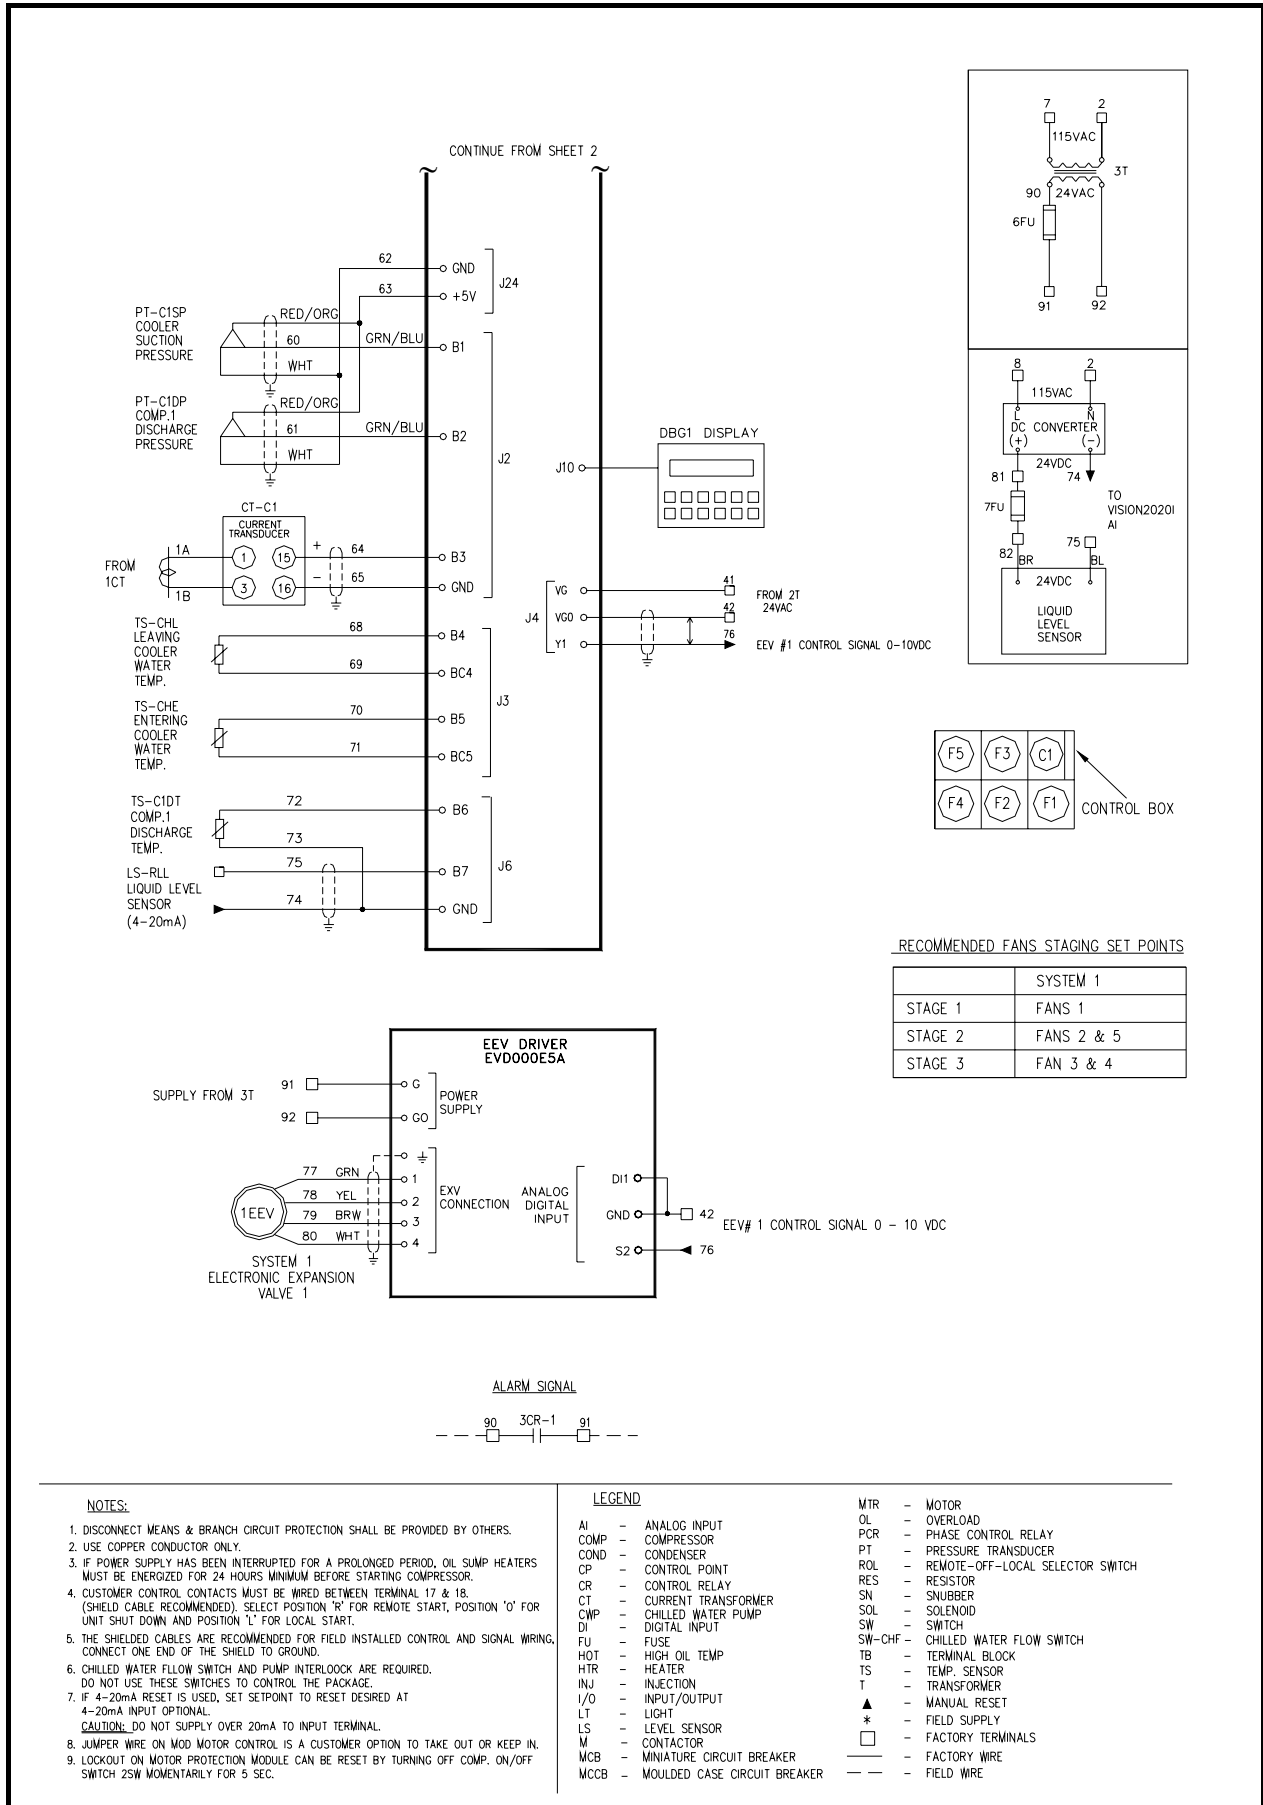 CONTINUE FROM SHEET 2
62
GND
63
+5V
J24
PT-C1SP
COOLER
SUCTION
PRESSURE
RED/ORG
60
GRN/BLU
B1
WHT
PT-C1DP
COMP.1
DISCHARGE
PRESSURE
RED/ORG
61
GRN/BLU
B2
WHT
J2
CT-C1
CURRENT
TRANSDUCER
FROM
1CT
1A
1
15
+
64
B3
1B
3
16
-
65
GND
TS-CHL
LEAVING
COOLER
WATER
TEMP.
68
B4
69
BC4
J3
TS-CHE
ENTERING
COOLER
WATER
TEMP.
70
B5
71
BC5
TS-C1DT
COMP.1
DISCHARGE
TEMP.
72
B6
73
J6
LS-RLL
LIQUID LEVEL
SENSOR
(4-20mA)
75
B7
74
GND
DBG1 DISPLAY
J10
J4
VG
41
FROM 2T
24VAC
VG0
42
Y1
76
EEV #1 CONTROL SIGNAL 0-10VDC
7
2
115VAC
3T
90
24VAC
6FU
91
92
8
2
115VAC
L
N
DC CONVERTER
(+)
(-)
24VDC
81
74
7FU
TO
VISION2020I
AI
82
75
BR
BL
24VDC
LIQUID
LEVEL
SENSOR
F5
F3
C1
F4
F2
F1
CONTROL BOX
RECOMMENDED FANS STAGING SET POINTS
SYSTEM 1
STAGE 1
FANS 1
STAGE 2
FANS 2 & 5
STAGE 3
FAN 3 & 4
EEV DRIVER
EVD000E5A
SUPPLY FROM 3T
91
G
92
GO
POWER
SUPPLY
77
GRN
1
78
YEL
2
79
BRW
3
80
WHT
4
EXV
CONNECTION
1EEV
SYSTEM 1
ELECTRONIC EXPANSION
VALVE 1
ANALOG
DIGITAL
INPUT
DI1
GND
42
S2
76
EEV# 1 CONTROL SIGNAL 0 - 10 VDC
ALARM SIGNAL
90
3CR-1
91
NOTES:
1. DISCONNECT MEANS & BRANCH CIRCUIT PROTECTION SHALL BE PROVIDED BY OTHERS.
2. USE COPPER CONDUCTOR ONLY.
3. IF POWER SUPPLY HAS BEEN INTERRUPTED FOR A PROLONGED PERIOD, OIL SUMP HEATERS
MUST BE ENERGIZED FOR 24 HOURS MINIMUM BEFORE STARTING COMPRESSOR.
4. CUSTOMER CONTROL CONTACTS MUST BE WIRED BETWEEN TERMINAL 17 & 18.
(SHIELD CABLE RECOMMENDED). SELECT POSITION 'R' FOR REMOTE START, POSITION 'O' FOR
UNIT SHUT DOWN AND POSITION 'L' FOR LOCAL START.
5. THE SHIELDED CABLES ARE RECOMMENDED FOR FIELD INSTALLED CONTROL AND SIGNAL WIRING,
CONNECT ONE END OF THE SHIELD TO GROUND.
6. CHILLED WATER FLLOW SWITCH AND PUMP INTERLOOCK ARE REQUIRED.
DO NOT USE THESE SWITCHES TO CONTROL THE PACKAGE.
7. IF 4-20mA RESET IS USED, SET SETPOINT TO RESET DESIRED AT
4-20mA INPUT OPTIONAL.
CAUTION: DO NOT SUPPLY OVER 20mA TO INPUT TERMINAL.
8. JUMPER WIRE ON MOD MOTOR CONTROL IS A CUSTOMER OPTION TO TAKE OUT OR KEEP IN.
9. LOCKOUT ON MOTOR PROTECTION MODULE CAN BE RESET BY TURNING OFF COMP. ON/OFF
SWITCH 2SW MOMENTARILY FOR 5 SEC.
LEGEND
AI - ANALOG INPUT
COMP - COMPRESSOR
COND - CONDENSER
CP - CONTROL POINT
CR - CONTROL RELAY
CT - CURRENT TRANSFORMER
CWP - CHILLED WATER PUMP
DI - DIGITAL INPUT
FU - FUSE
HOT - HIGH OIL TEMP
HTR - HEATER
INJ - INJECTION
I/O - INPUT/OUTPUT
LT - LIGHT
LS - LEVEL SENSOR
M - CONTACTOR
MCB - MINIATURE CIRCUIT BREAKER
MCCB - MOULDED CASE CIRCUIT BREAKER
MTR - MOTOR
OL - OVERLOAD
PCR - PHASE CONTROL RELAY
PT - PRESSURE TRANSDUCER
ROL - REMOTE-OFF-LOCAL SELECTOR SWITCH
RES - RESISTOR
SN - SNUBBER
SOL - SOLENOID
SW - SWITCH
SW-CHF - CHILLED WATER FLOW SWITCH
TB - TERMINAL BLOCK
TS - TEMP. SENSOR
T - TRANSFORMER
▲ - MANUAL RESET
* - FIELD SUPPLY
□ - FACTORY TERMINALS
—— - FACTORY WIRE
— — - FIELD WIRE